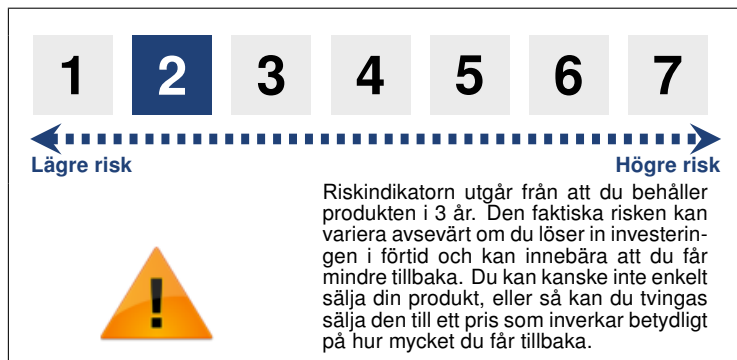 1 2 3 4 5 6 7
Lägre risk Högre risk
Riskindikatorn utgår från att du behåller
produkten i 3 år. Den faktiska risken kan
variera avsevärt om du löser in investerin-
gen i förtid och kan innebära att du får
mindre tillbaka. Du kan kanske inte enkelt
sälja din produkt, eller så kan du tvingas
sälja den till ett pris som inverkar betydligt
på hur mycket du får tillbaka.